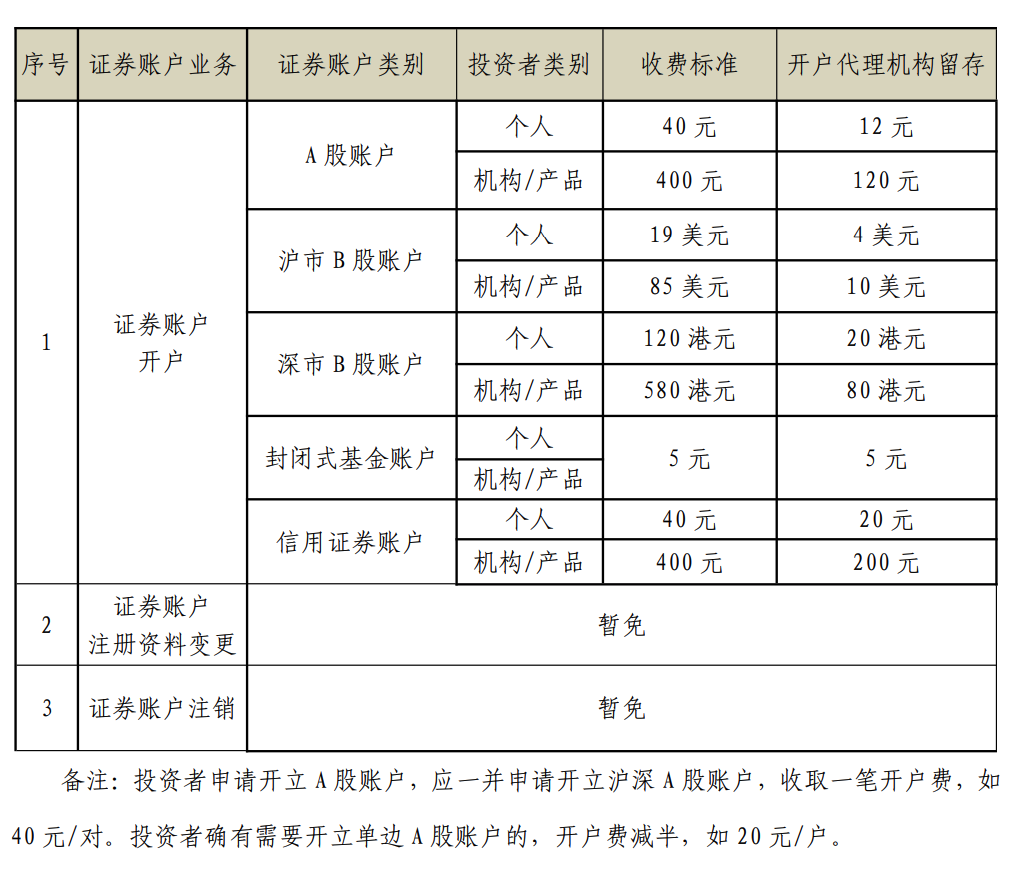 序号 证券账户业务 证券账户类别 投资者类别 收费标准 开户代理机构留存
1 证券账户
开户
A 股账户 个人 40 元 12 元
机构/产品 400 元 120 元
沪市 B 股账户 个人 19 美元 4 美元
机构/产品 85 美元 10 美元
深市 B 股账户 个人 120 港元 20 港元
机构/产品 580 港元 80 港元
封闭式基金账户 个人 5 元 5 元
机构/产品
信用证券账户 个人 40 元 20 元
机构/产品 400 元 200 元
2 证券账户
注册资料变更 暂免
3 证券账户注销 暂免
备注：投资者申请开立 A 股账户，应一并申请开立沪深 A 股账户，收取一笔开户费，如
40 元/对。投资者确有需要开立单边 A 股账户的，开户费减半，如 20 元/户。